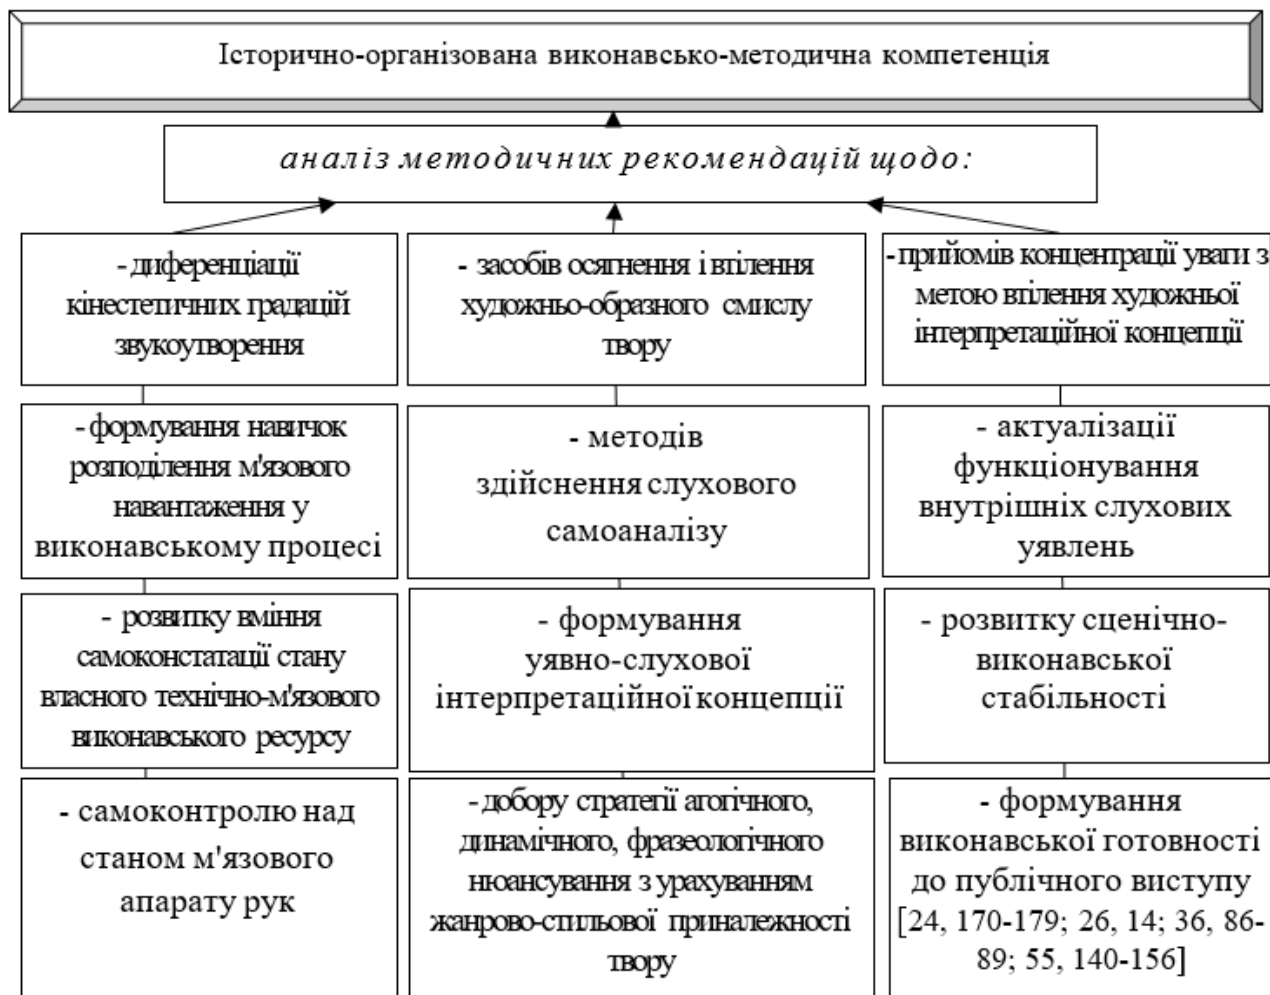 Історично-організована виконавсько-методична компетенція
аналіз методичних рекомендацій щодо:
- диференціації
кінестетичних градацій
звукоутворення
- формування навичок
розподілення м'язового
навантаження у
виконавському процесі
- розвитку вміння
самоконстатації стану
власного технічно-м'язового
виконавського ресурсу
- самоконтролю над
станом м'язового
апарату рук
- засобів осягнення і втілення
художньо-образного смислу
твору
- методів
здійснення слухового
самоаналізу
- формування
уявно-слухової
інтерпретаційної концепції
- добору стратегії агогічного,
динамічного, фразеологічного
нюансування з урахуванням
жанрово-стильової приналежності
твору
- прийомів концентрації уваги з
метою втілення художньої
інтерпретаційної концепції
- актуалізації
функціонування
внутрішніх слухових
уявлень
- розвитку сценічно-
виконавської
стабільності
- формування
виконавської готовності
до публічного виступу
[24, 170-179; 26, 14; 36, 86-
89; 55, 140-156]